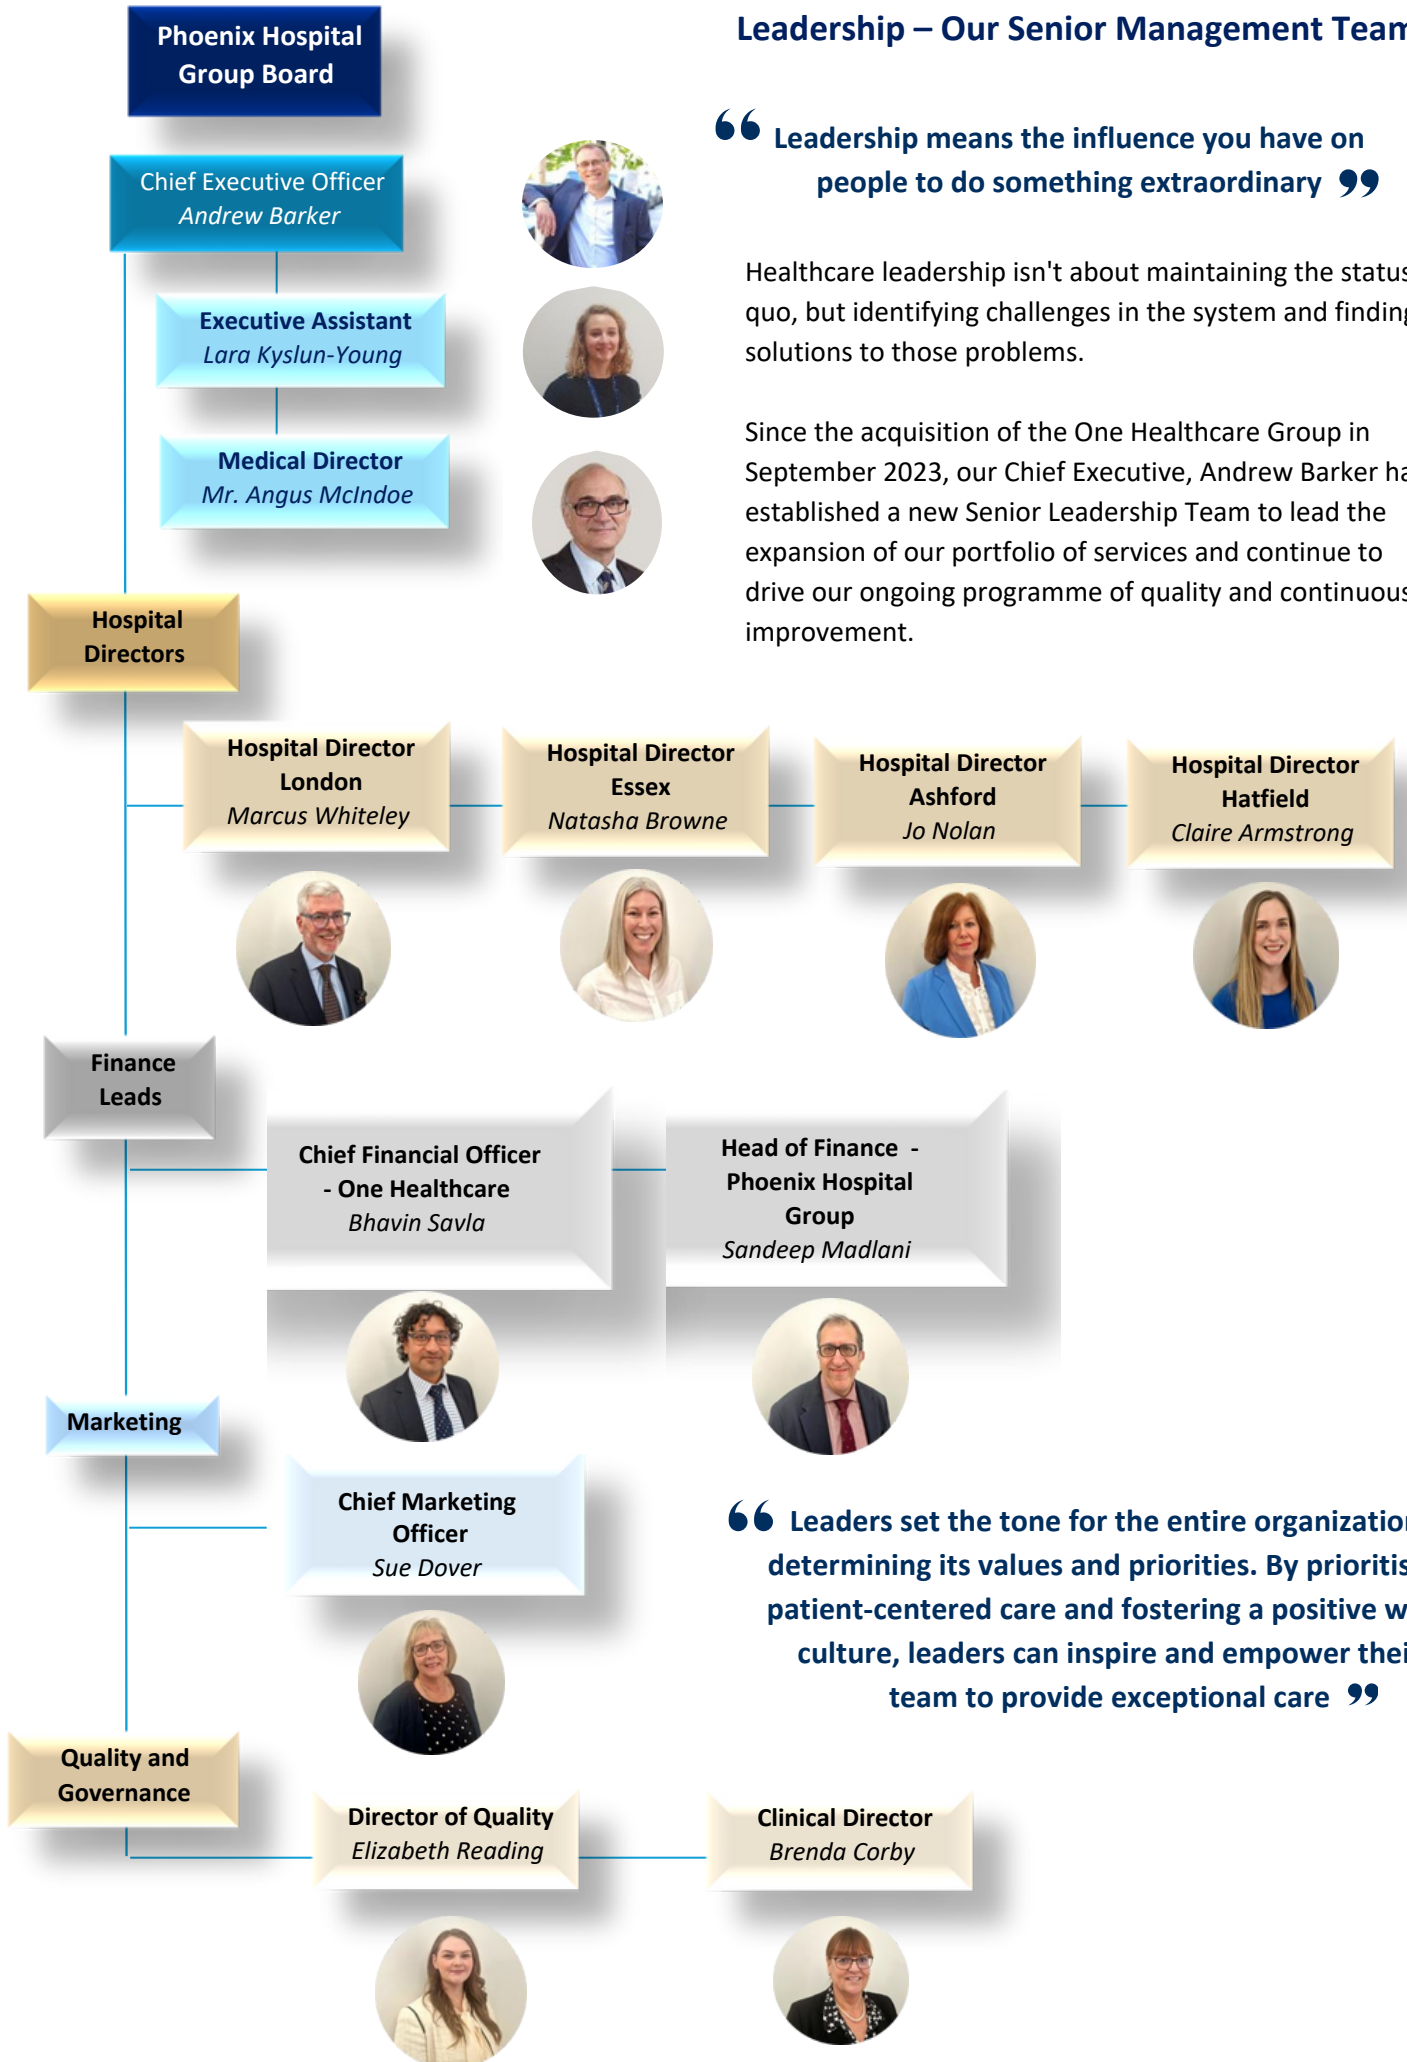 Phoenix Hospital
Group Board
Leadership – Our Senior Management Team
“ Leadership means the influence you have on
people to do something extraordinary ”
Chief Executive Officer
Andrew Barker
Healthcare leadership isn't about maintaining the status
quo, but identifying challenges in the system and finding
solutions to those problems.
Executive Assistant
Lara Kyslun-Young
Since the acquisition of the One Healthcare Group in
September 2023, our Chief Executive, Andrew Barker ha
established a new Senior Leadership Team to lead the
expansion of our portfolio of services and continue to
drive our ongoing programme of quality and continuous
improvement.
Medical Director
Mr. Angus McIndoe
Hospital
Directors
Hospital Director
London
Marcus Whiteley
Hospital Director
Essex
Natasha Browne
Hospital Director
Ashford
Jo Nolan
Hospital Director
Hatfield
Claire Armstrong
Finance
Leads
Chief Financial Officer
- One Healthcare
Bhavin Savla
Head of Finance -
Phoenix Hospital
Group
Sandeep Madlani
Marketing
Chief Marketing
Officer
Sue Dover
“ Leaders set the tone for the entire organization
determining its values and priorities. By prioritis
patient-centered care and fostering a positive w
culture, leaders can inspire and empower thei
team to provide exceptional care ”
Quality and
Governance
Director of Quality
Elizabeth Reading
Clinical Director
Brenda Corby